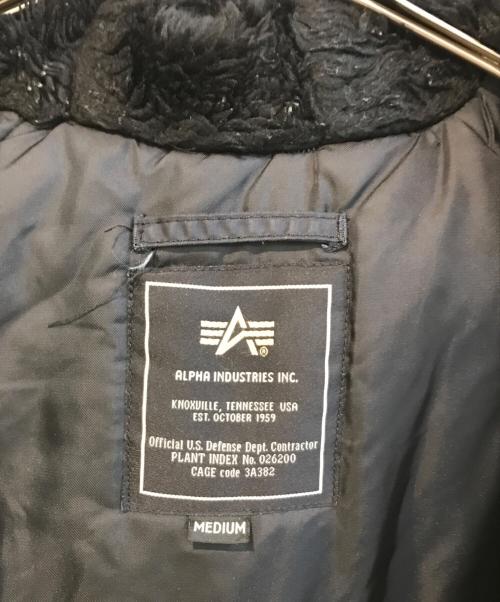 ®
ALPHA INDUSTRIES INC.
KNOXVILLE, TENNESSEE USA
EST. OCTOBER 1959
Official U.S. Defense Dept. Contractor
PLANT INDEX No. 026200
CAGE code 3A382
MEDIUM